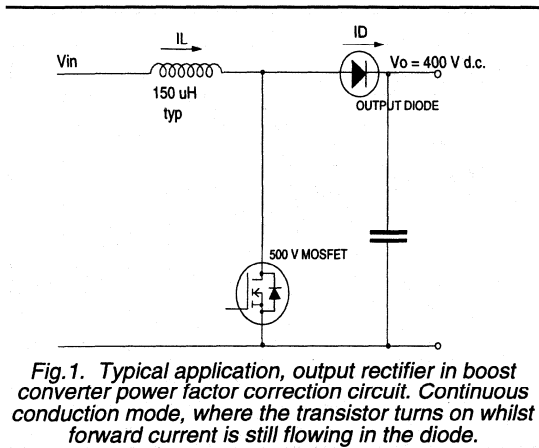 IL
ID
Vin
Vo = 400 V d.c.
150 uH
typ
OUTPUT DIODE
500 V MOSFET
Fig.1. Typical application, output rectifier in boost
converter power factor correction circuit. Continuous
conduction mode, where the transistor turns on whilst
forward current is still flowing in the diode.